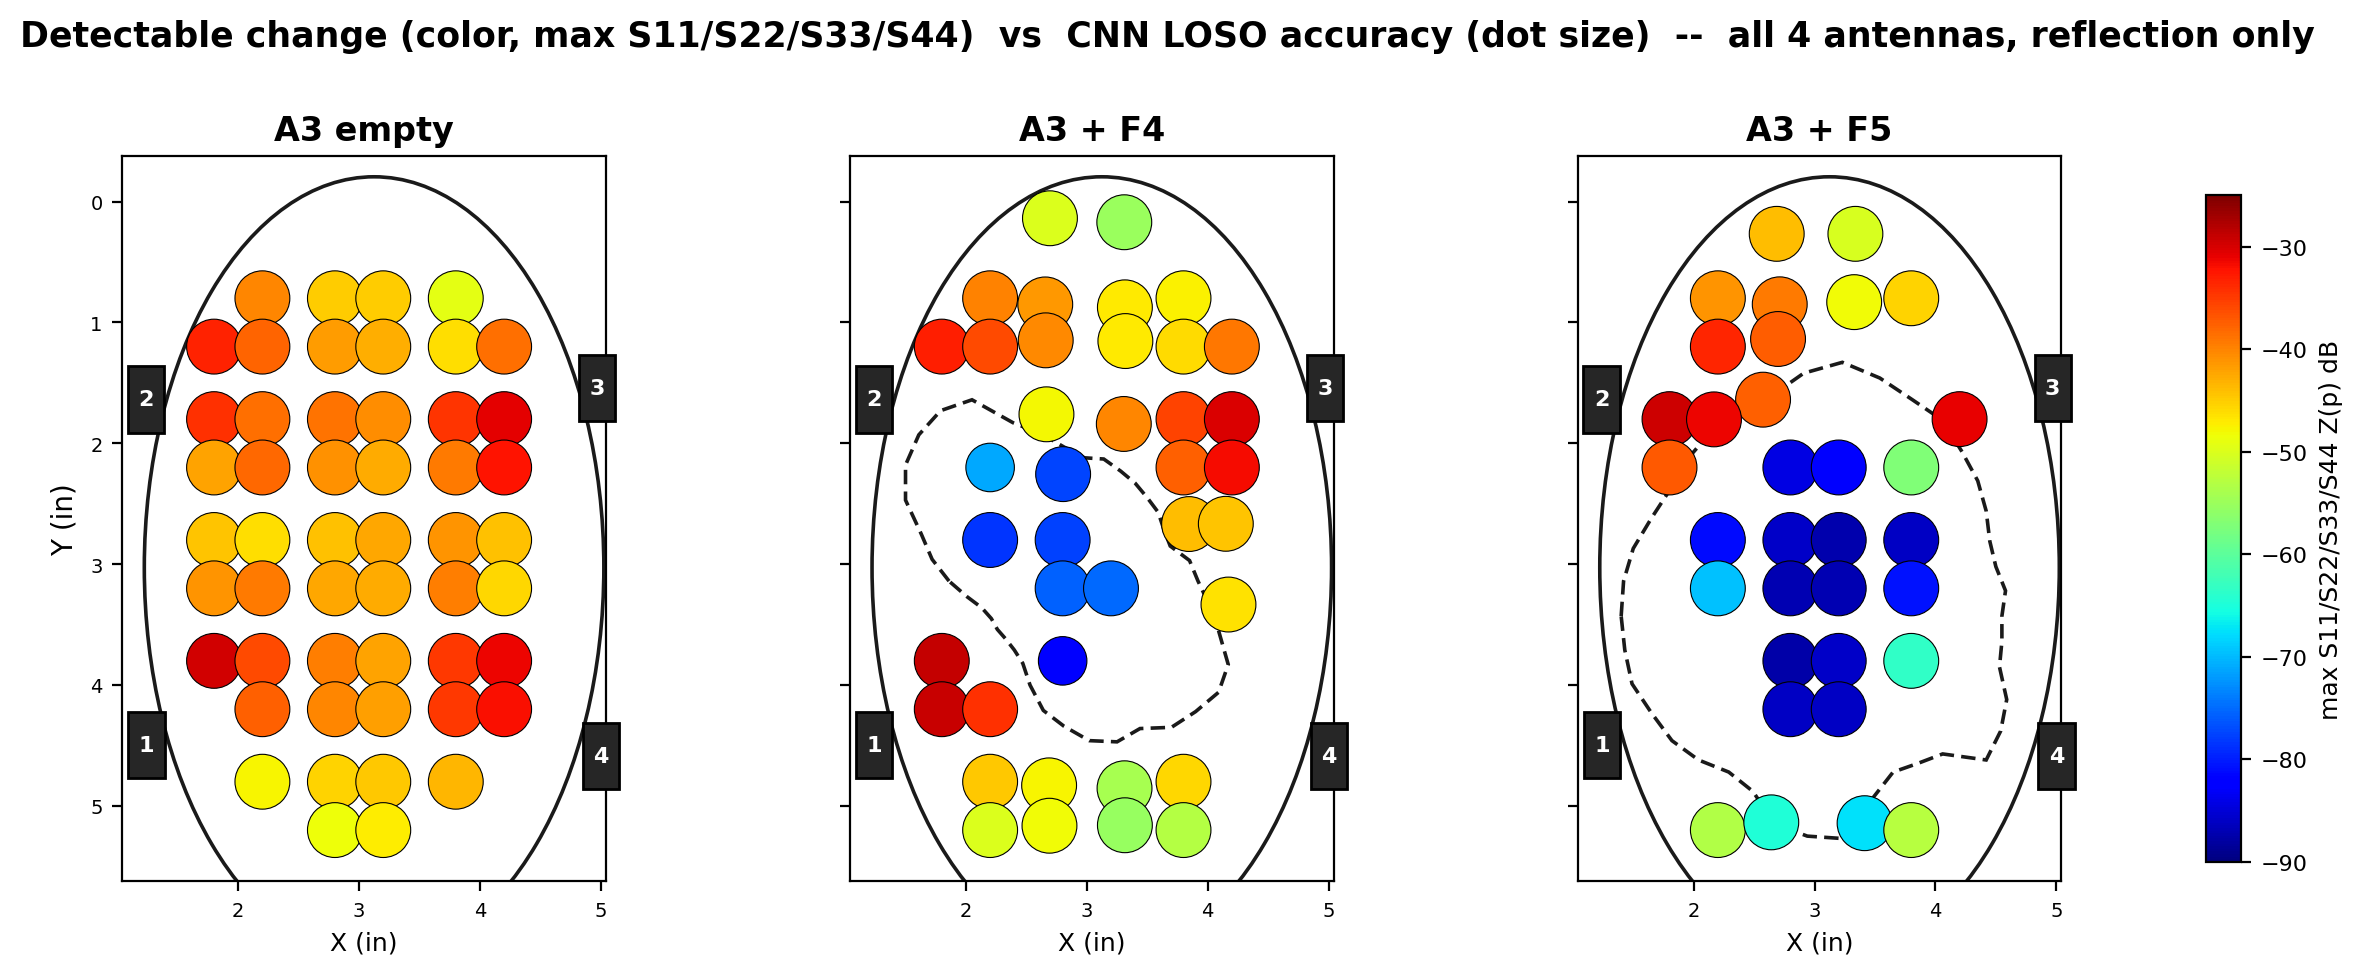 Detectable change (color, max S11/S22/S33/S44)  vs  CNN LOSO accuracy (dot size)  --  all 4 antennas, reflection only
A3 empty
A3 + F4
A3 + F5
0
1
2
3
4
5
Y (in)
2
3
1
4
2
3
1
4
2
3
1
4
2 3 4 5
X (in)
2 3 4 5
X (in)
2 3 4 5
X (in)
−30
−40
−50
−60
−70
−80
−90
max S11/S22/S33/S44 Z(p) dB